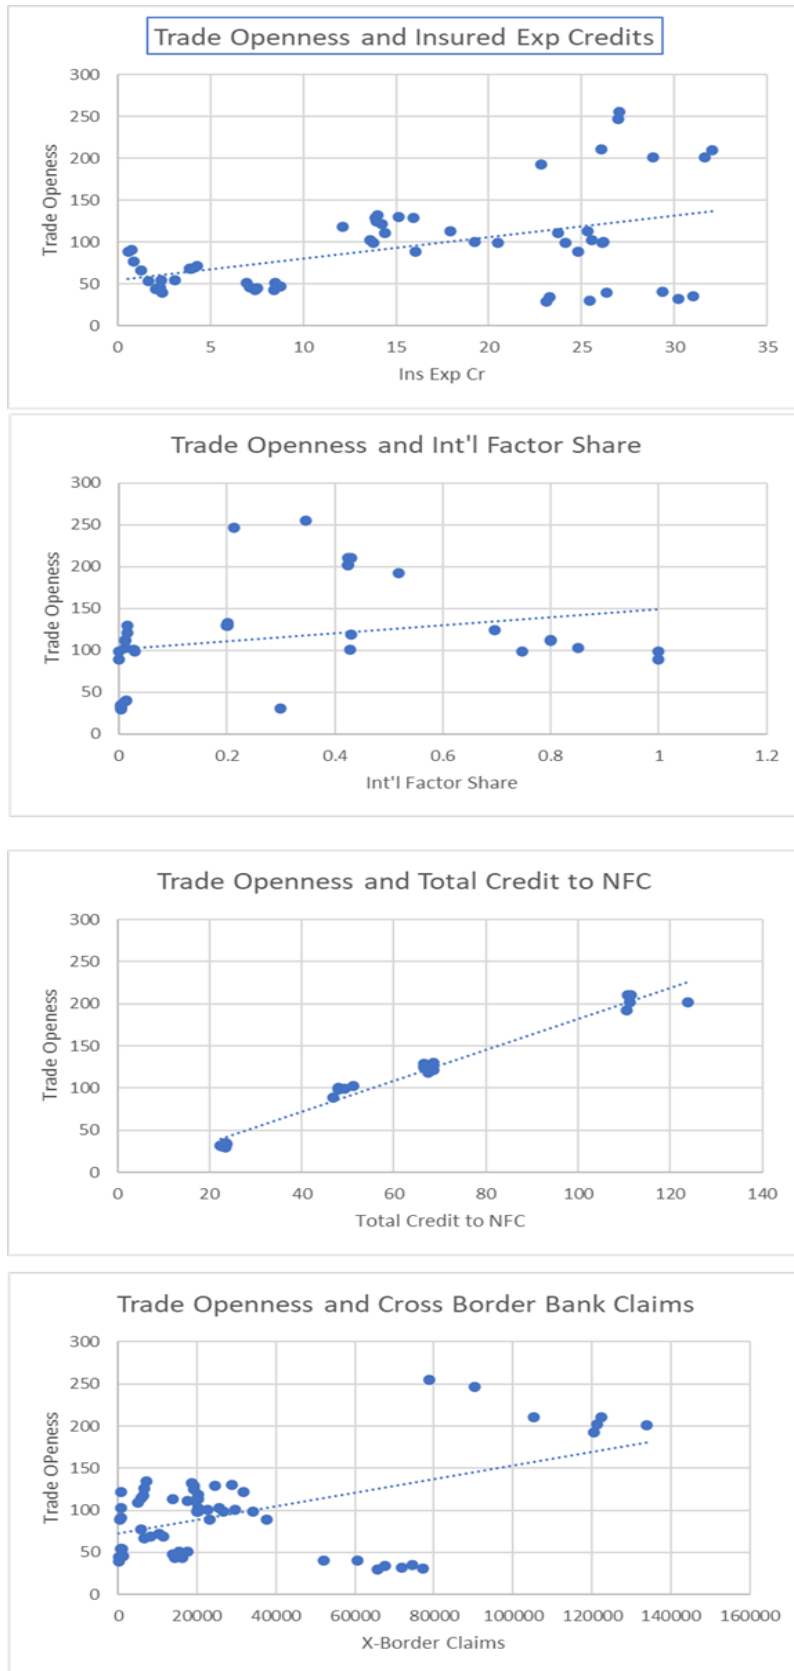 Trade Openness and Insured Exp Credits
300
250
200
150
100
50
0
Trade Openess
0 5 10 15 20 25 30 35
Ins Exp Cr
Trade Openness and Int'l Factor Share
300
250
200
150
100
50
0
Trade Openess
0 0.2 0.4 0.6 0.8 1 1.2
Int'l Factor Share
Trade Openness and Total Credit to NFC
300
250
200
150
100
50
0
Trade Openess
0 20 40 60 80 100 120 140
Total Credit to NFC
Trade Openness and Cross Border Bank Claims
300
250
200
150
100
50
0
Trade OPeness
0 20000 40000 60000 80000 100000 120000 140000 160000
X-Border Claims